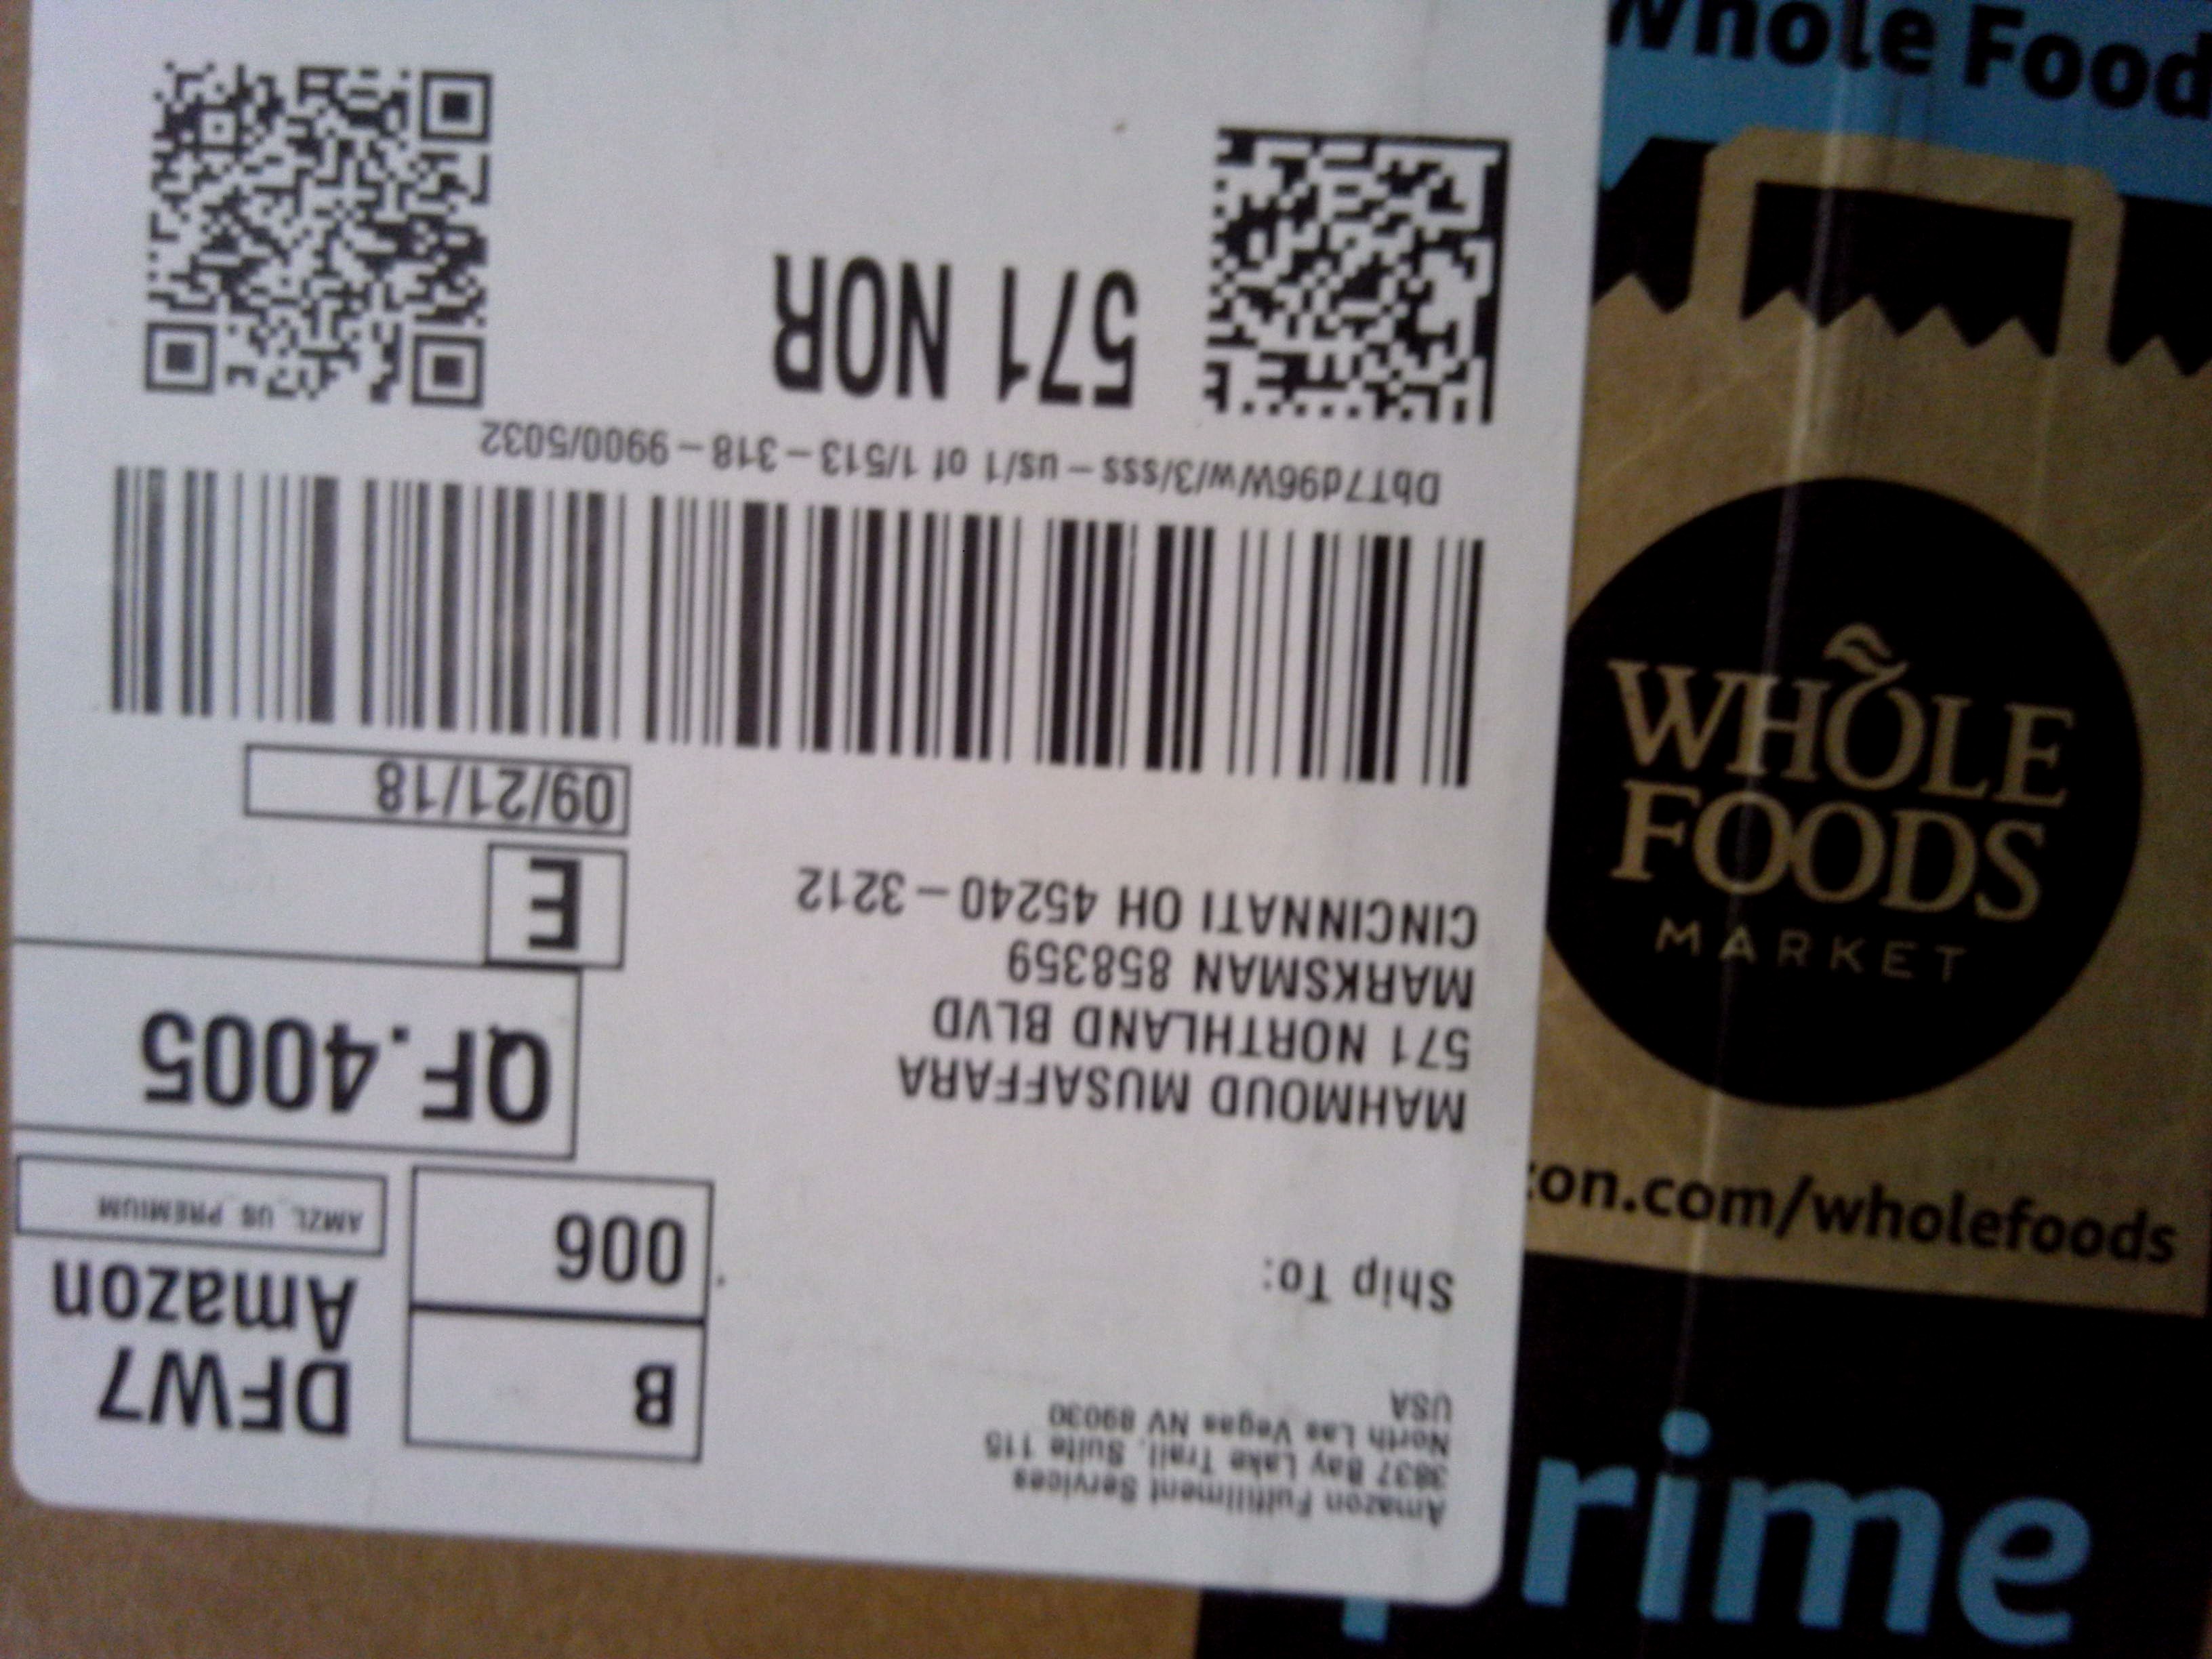 Amazon Fulfillment Services
3837 Bay Lake Trail, Suite 115
North Las Vegas NV 89030
USA
B
DFW7
Amazon
006
AMZL_US_PREMIUM
Ship To:
MAHMOUD MUSAFFARA
571 NORTHLAND BLVD
MARKSMAN 858359
CINCINNATI OH 45240-3212
QF.4005
E
09/21/18
DbT7d96Ww/3/sss-us/1 of 1/513-318-9900/5032
571 NOR
Whole Food
WHOLE
FOODS
MARKET
zon.com/wholefoods
prime